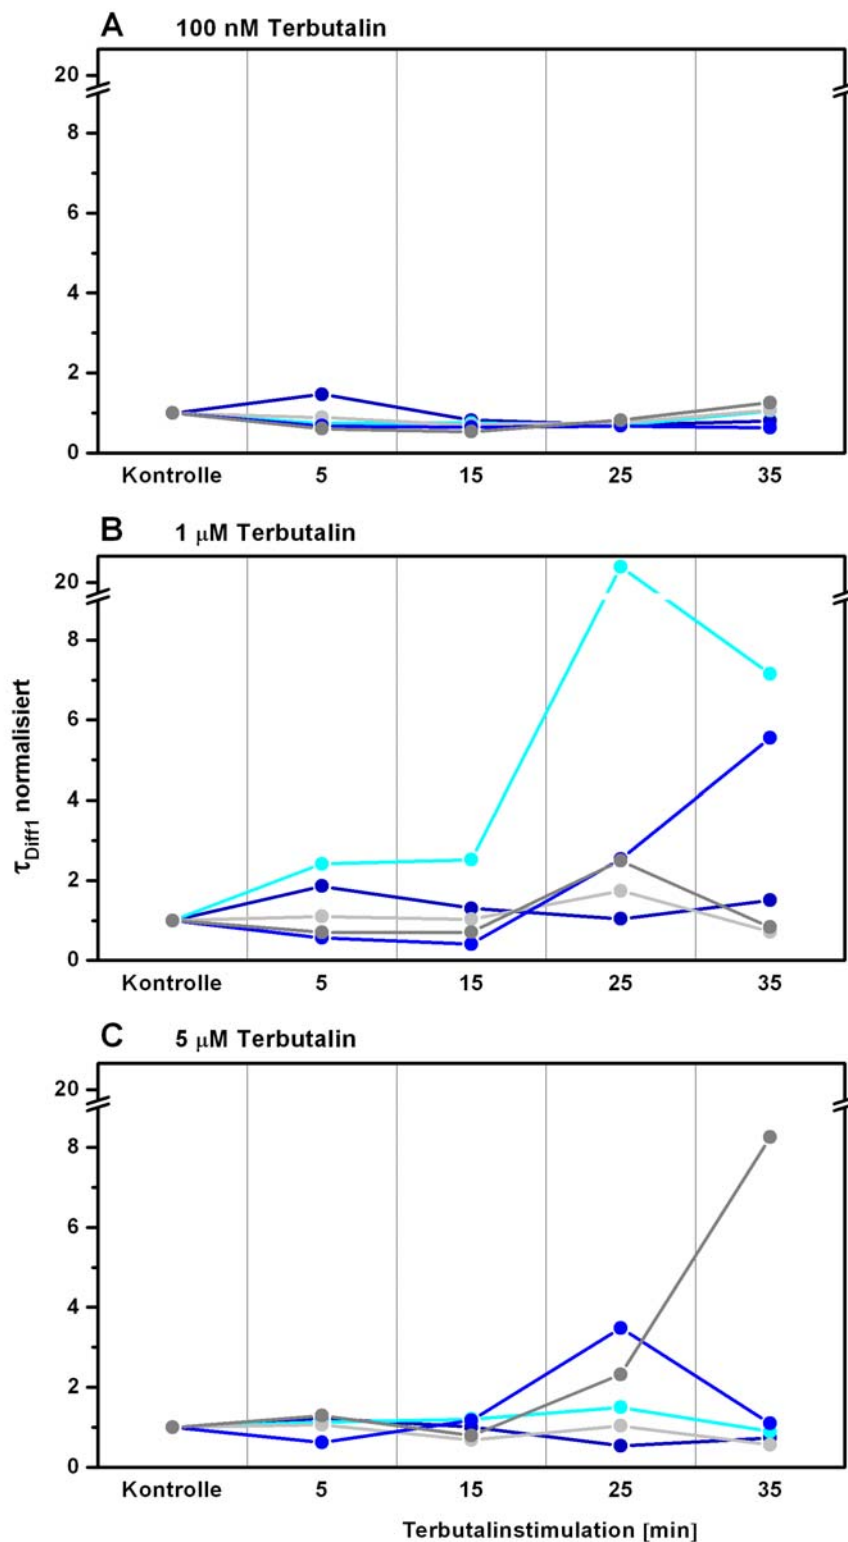 A 100 nM Terbutalin
20
8
6
4
2
0
Kontrolle 5 15 25 35
B 1 μM Terbutalin
20
8
6
4
2
0
Kontrolle 5 15 25 35
τDiff1 normalisiert
C 5 μM Terbutalin
20
8
6
4
2
0
Kontrolle 5 15 25 35
Terbutalinstimulation [min]